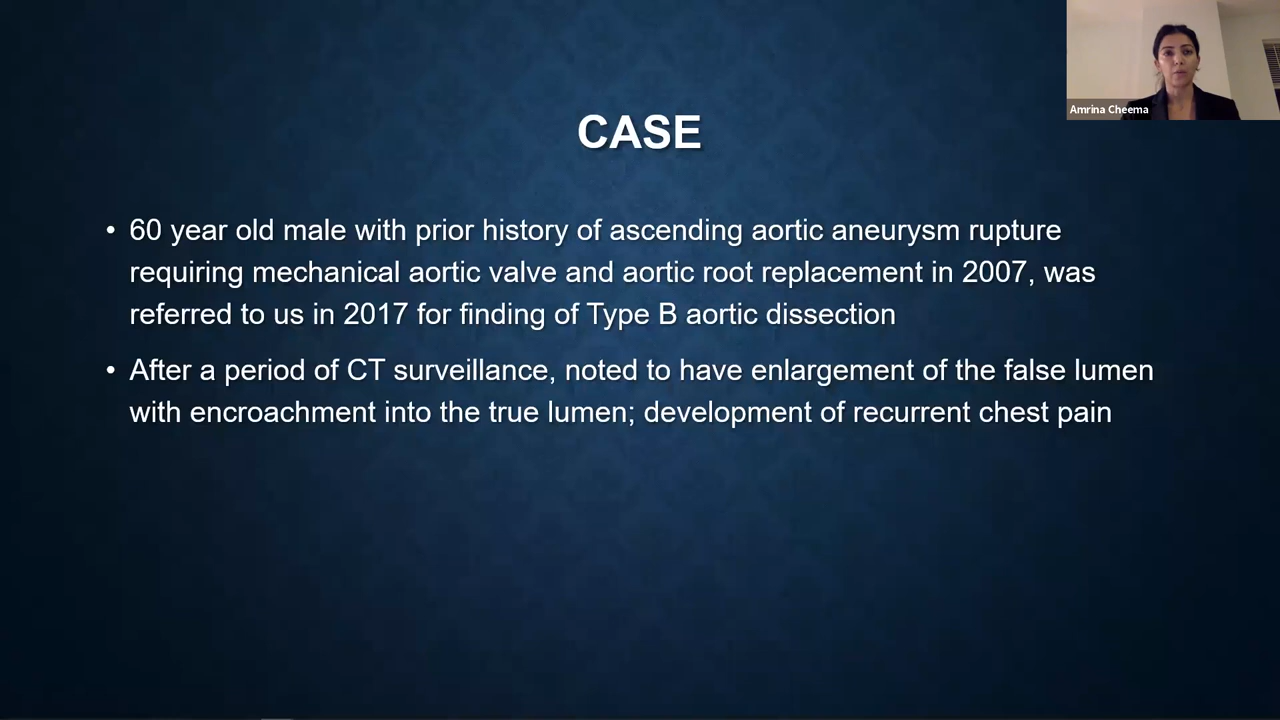 Amrina Cheema
CASE
• 60 year old male with prior history of ascending aortic aneurysm rupture
requiring mechanical aortic valve and aortic root replacement in 2007, was
referred to us in 2017 for finding of Type B aortic dissection
• After a period of CT surveillance, noted to have enlargement of the false lumen
with encroachment into the true lumen; development of recurrent chest pain